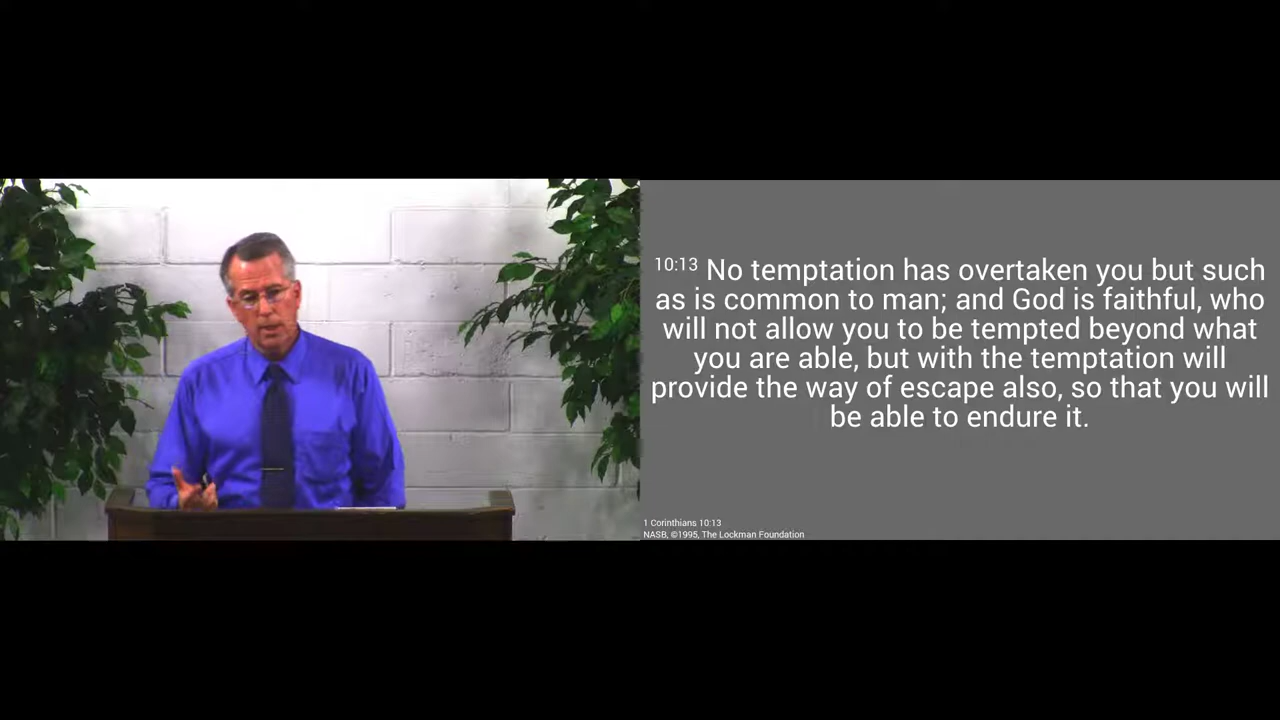 10:13 No temptation has overtaken you but such
as is common to man; and God is faithful, who
will not allow you to be tempted beyond what
you are able, but with the temptation will
provide the way of escape also, so that you will
be able to endure it.
1 Corinthians 10:13
NASB, ©1995, The Lockman Foundation